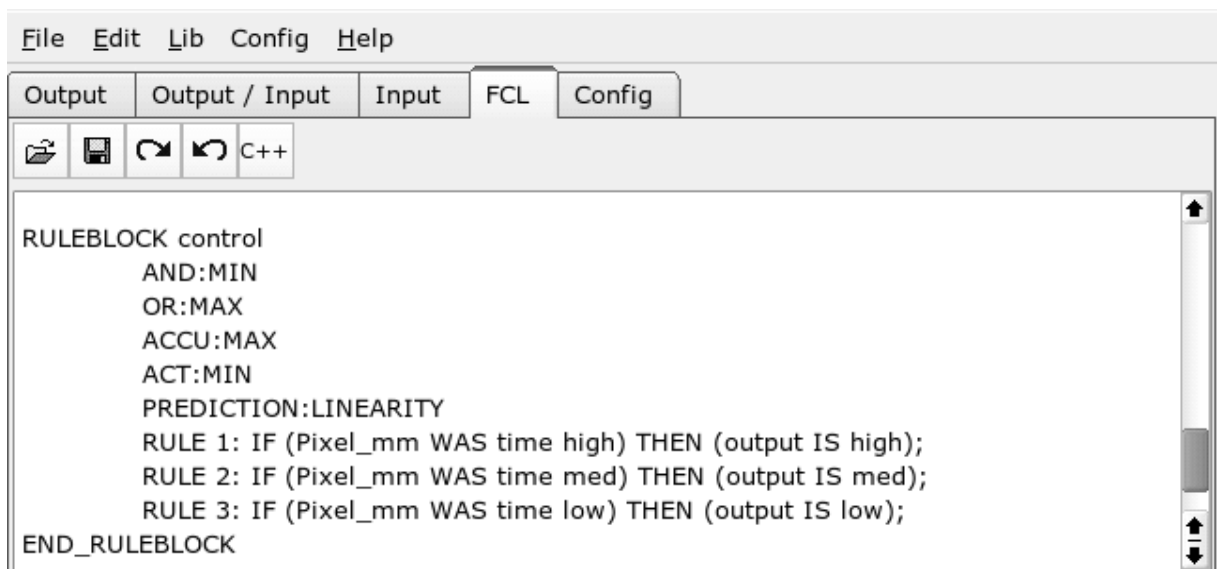 File Edit Lib Config Help
Output Output / Input Input FCL Config
C++
RULEBLOCK control
AND:MIN
OR:MAX
ACCU:MAX
ACT:MIN
PREDICTION:LINEARITY
RULE 1: IF (Pixel_mm WAS time high) THEN (output IS high);
RULE 2: IF (Pixel_mm WAS time med) THEN (output IS med);
RULE 3: IF (Pixel_mm WAS time low) THEN (output IS low);
END_RULEBLOCK